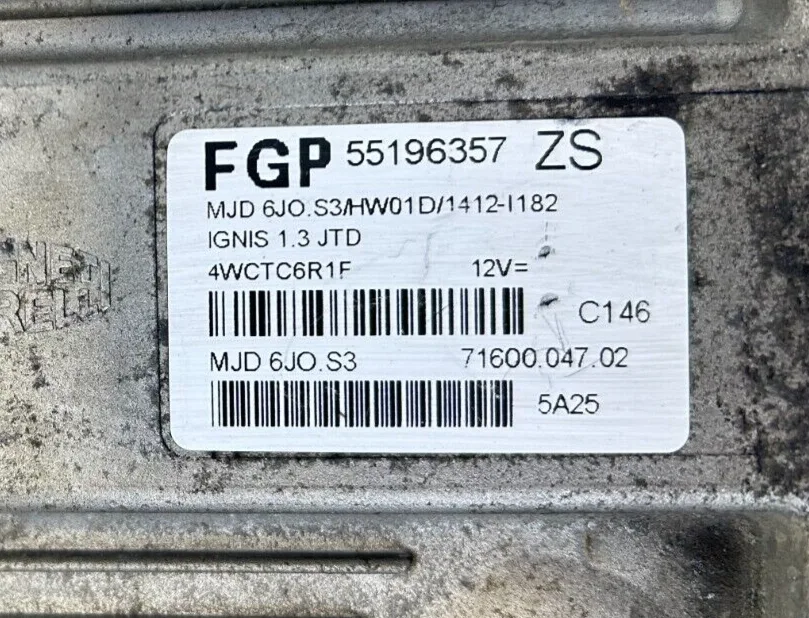 FGP 55196357 ZS
MJD 6JO.S3/HW01D/1412-I182
IGNIS 1.3 JTD
4WCTC6R1F 12V=
C146
MJD 6JO.S3 71600.047.02
5A25